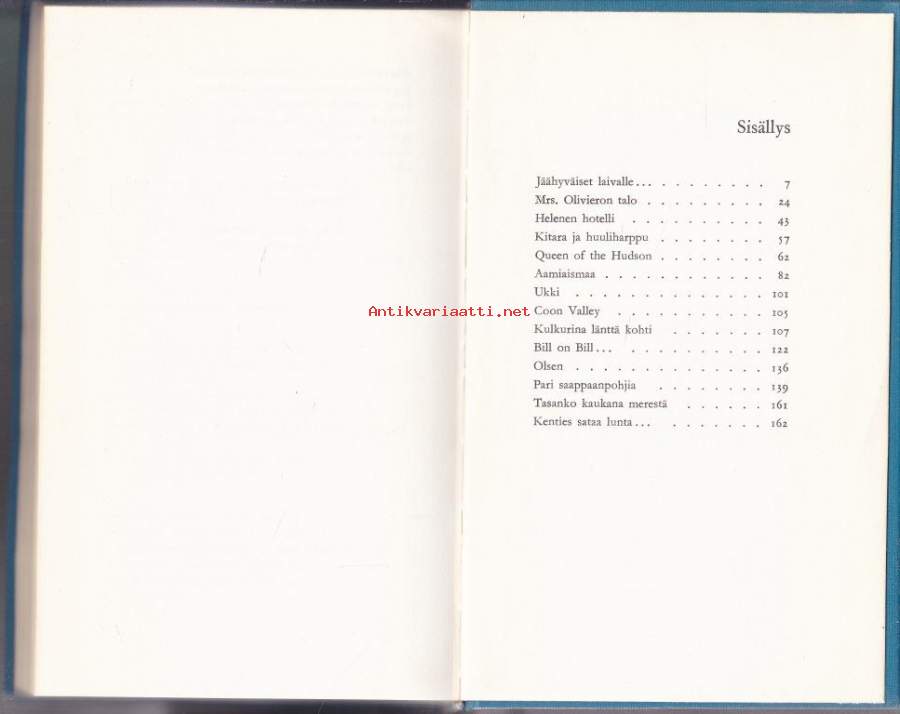 Sisällys
Jäähyväiset laivalle... . . . . . . . . 7
Mrs. Olivieron talo . . . . . . . . . 24
Helenen hotelli . . . . . . . . . . 43
Kitara ja huuliharppu . . . . . . . . 57
Queen of the Hudson . . . . . . . . 62
Aamiaismaa . . . . . . . . . . . 82
Ukki . . . . . . . . . . . . . 101
Antikvariaatti.net
Coon Valley . . . . . . . . . . . 105
Kulkurina länttä kohti . . . . . . . 107
Bill on Bill... . . . . . . . . . . 122
Olsen . . . . . . . . . . . . . 136
Pari saappaanpohjia . . . . . . . 139
Tasanko kaukana merestä . . . . . . 161
Kenties sataa lunta... . . . . . . . 162